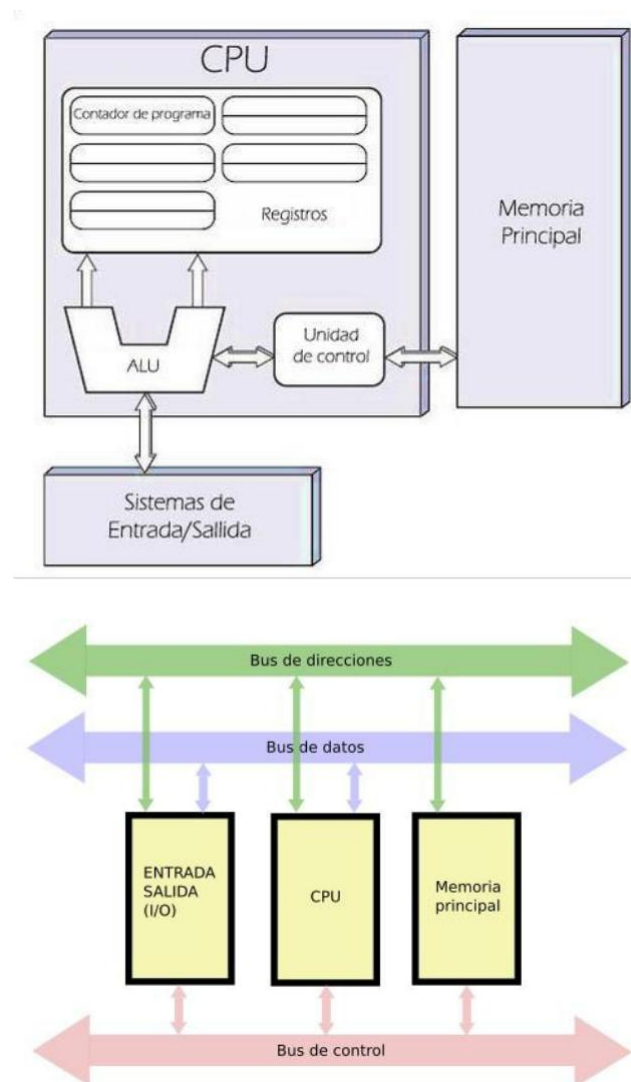 CPU
Contador de programa
Registros
Memoria
Principal
Unidad
de control
ALU
Sistemas de
Entrada/Sallida
Bus de direcciones
Bus de datos
ENTRADA
SALIDA
(I/O)
CPU
Memoria
principal
Bus de control